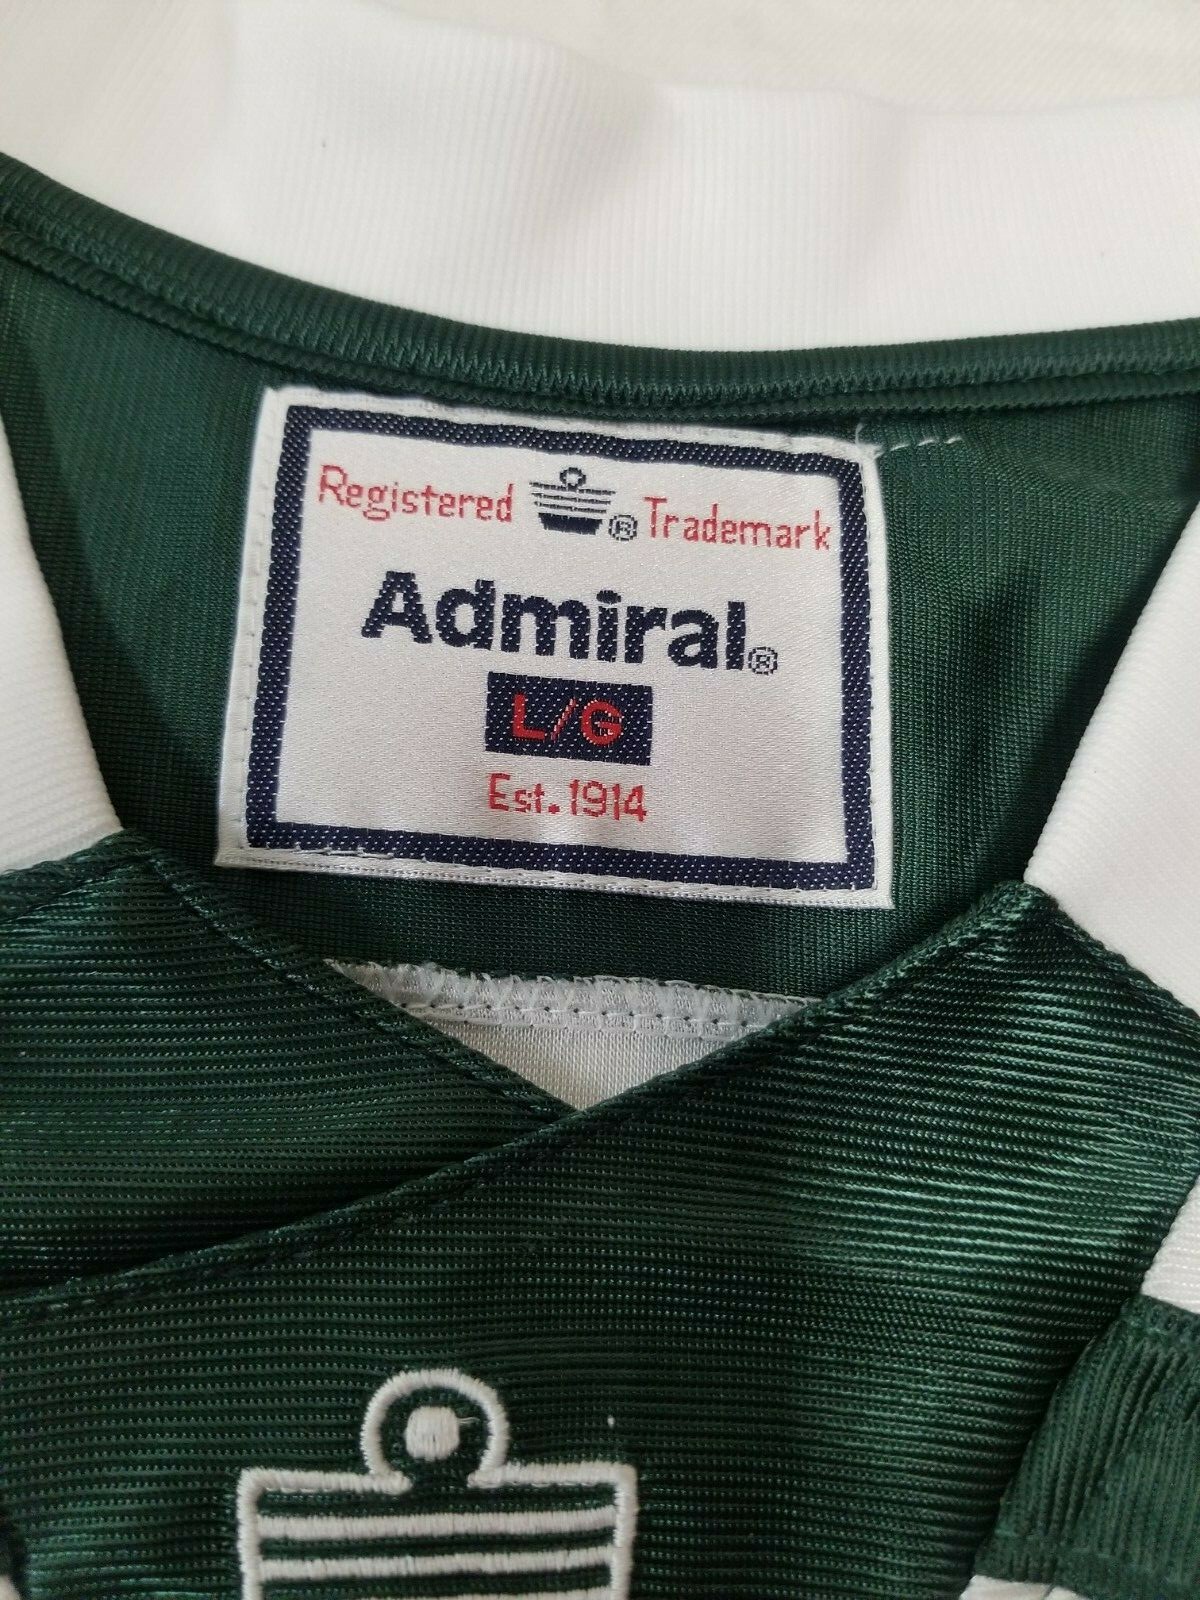 Registered ® Trademark
Admiral®
L/G
Est. 1914